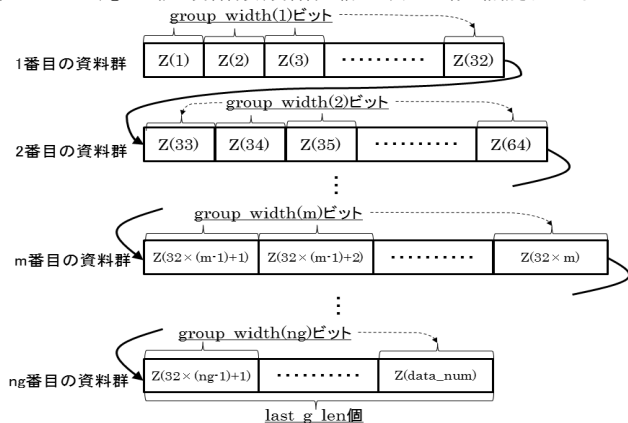 group_width(1)ビット
1番目の資料群
Z(1) Z(2) Z(3) ・・・・・・・・・・ Z(32)
group_width(2)ビット
2番目の資料群
Z(33) Z(34) Z(35) ・・・・・・・・・・ Z(64)
⋮
group_width(m)ビット
m番目の資料群
Z(32×(m-1)+1) Z(32×(m-1)+2) ・・・・・・・・・・ Z(32×m)
⋮
group_width(ng)ビット
ng番目の資料群
Z(32×(ng-1)+1) ・・・・・・・・・・ Z(data_num)
last_g_len個